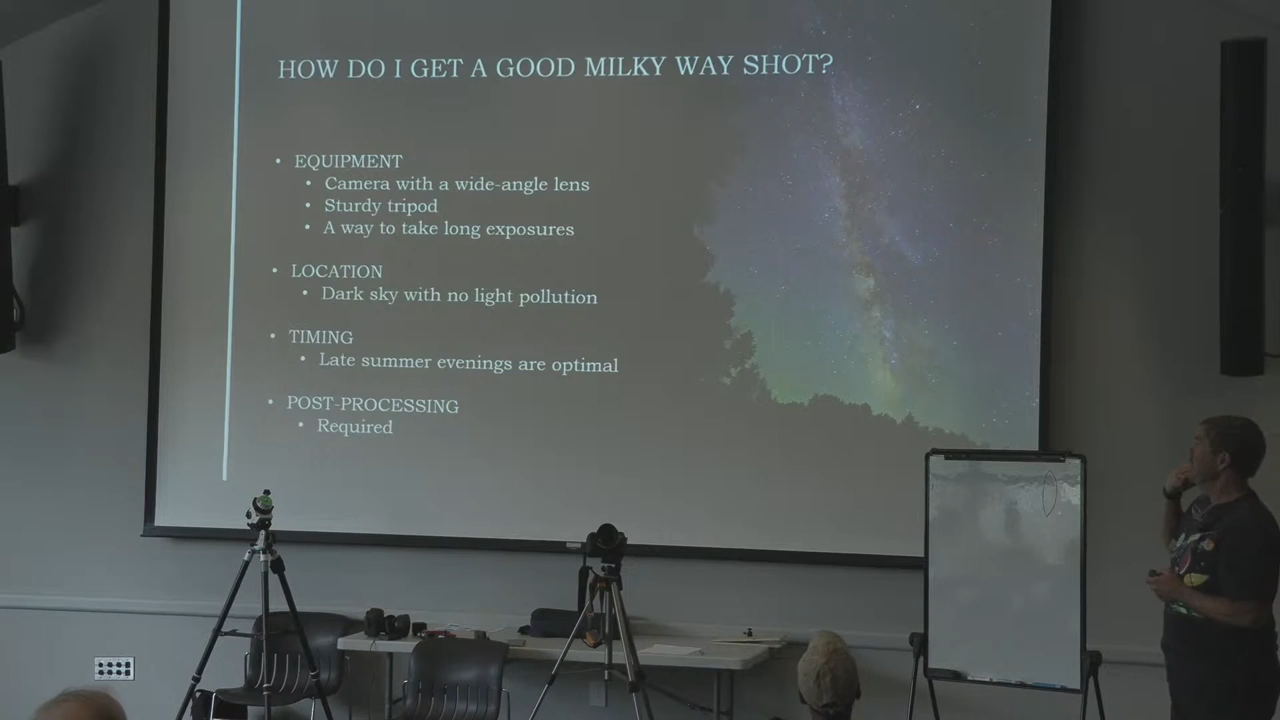 HOW DO I GET A GOOD MILKY WAY SHOT?
• EQUIPMENT
• Camera with a wide-angle lens
• Sturdy tripod
• A way to take long exposures
• LOCATION
• Dark sky with no light pollution
• TIMING
• Late summer evenings are optimal
• POST-PROCESSING
• Required